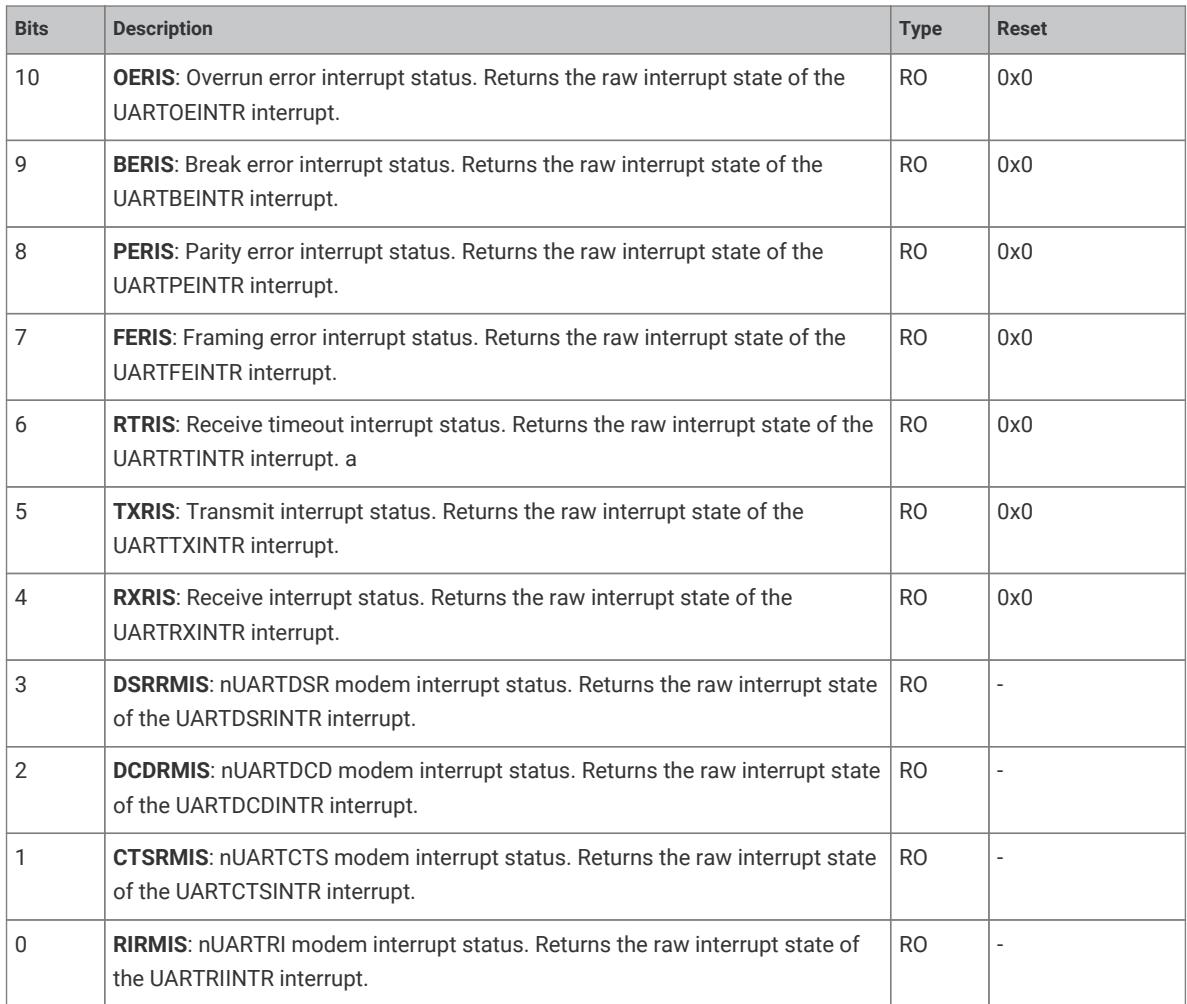 Bits Description Type Reset
10 OERIS: Overrun error interrupt status. Returns the raw interrupt state of the RO 0x0
UARTOEINTR interrupt.
9 BERIS: Break error interrupt status. Returns the raw interrupt state of the RO 0x0
UARTBEINTR interrupt.
8 PERIS: Parity error interrupt status. Returns the raw interrupt state of the RO 0x0
UARTPEINTR interrupt.
7 FERIS: Framing error interrupt status. Returns the raw interrupt state of the RO 0x0
UARTFEINTR interrupt.
6 RTRIS: Receive timeout interrupt status. Returns the raw interrupt state of the RO 0x0
UARTRTINTR interrupt. a
5 TXRIS: Transmit interrupt status. Returns the raw interrupt state of the RO 0x0
UARTTXINTR interrupt.
4 RXRIS: Receive interrupt status. Returns the raw interrupt state of the RO 0x0
UARTRXINTR interrupt.
3 DSRRMIS: nUARTDSR modem interrupt status. Returns the raw interrupt state RO -
of the UARTDSRINTR interrupt.
2 DCDRMIS: nUARTDCD modem interrupt status. Returns the raw interrupt state RO -
of the UARTDCDINTR interrupt.
1 CTSRMIS: nUARTCTS modem interrupt status. Returns the raw interrupt state RO -
of the UARTCTSINTR interrupt.
0 RIRMIS: nUARTRI modem interrupt status. Returns the raw interrupt state of RO -
the UARTRIINTR interrupt.